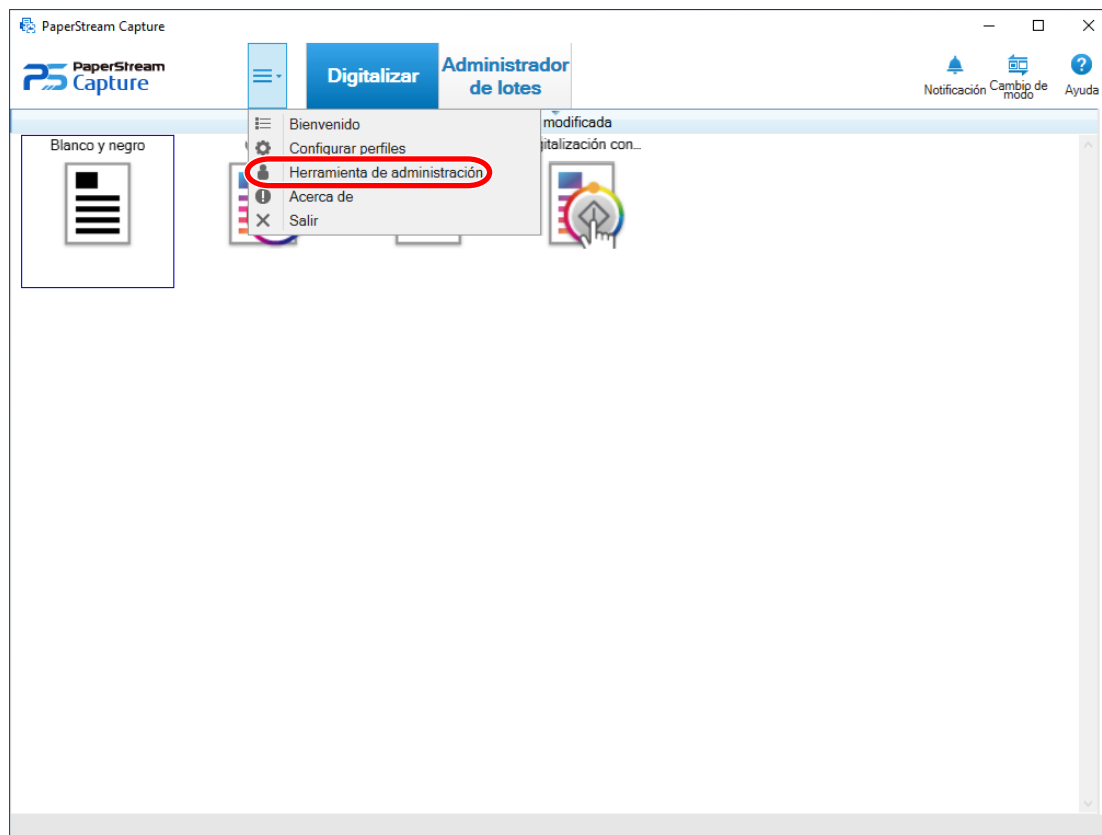 PaperStream Capture
PaperStream
Capture
Digitalizar
Administrador
de lotes
Notificación
Cambio de
modo
Ayuda
modificada
Bienvenido
Configurar perfiles
Herramienta de administración
Acerca de
Salir
Blanco y negro
italización con...